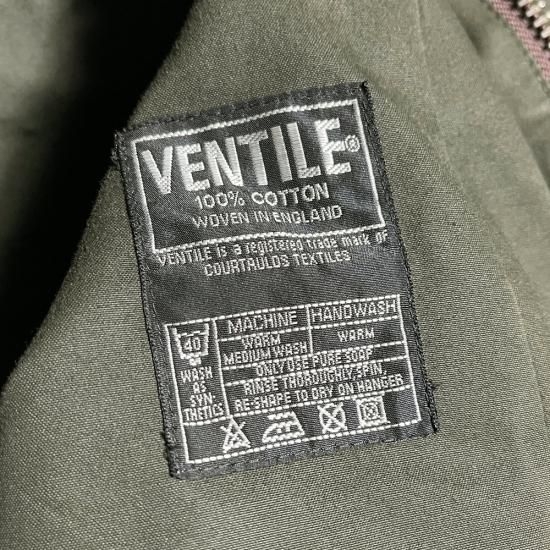 VENTILE®
100% COTTON
WOVEN IN ENGLAND
VENTILE is a registered trade mark of
COURTAULDS TEXTILES
40
WASH
AS
SYN-
THETICS
MACHINE HANDWASH
WARM WARM
MEDIUM WASH
ONLY USE PURE SOAP
RINSE THOROUGHLY,SPIN,
RE-SHAPE TO DRY ON HANGER